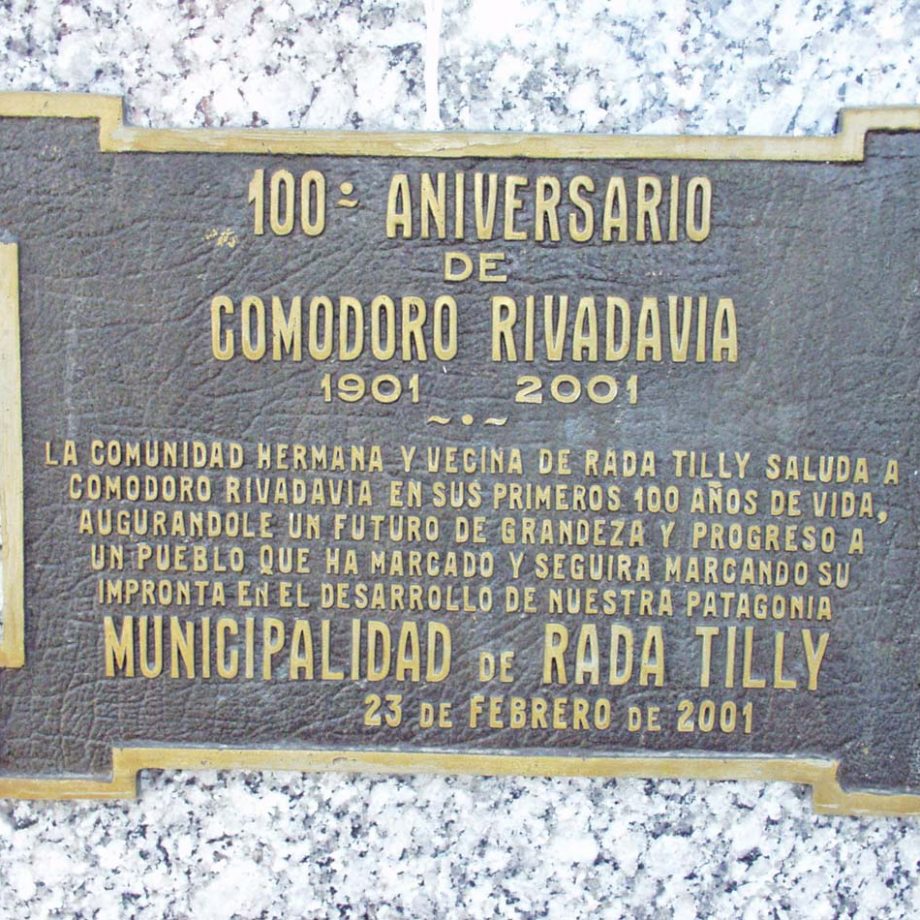 100º ANIVERSARIO
DE
COMODORO RIVADAVIA
1901 2001
LA COMUNIDAD HERMANA Y VECINA DE RADA TILLY SALUDA A
COMODORO RIVADAVIA EN SUS PRIMEROS 100 AÑOS DE VIDA,
AUGURANDOLE UN FUTURO DE GRANDEZA Y PROGRESO A
UN PUEBLO QUE HA MARCADO Y SEGUIRA MARCANDO SU
IMPRONTA EN EL DESARROLLO DE NUESTRA PATAGONIA
MUNICIPALIDAD DE RADA TILLY
23 DE FEBRERO DE 2001